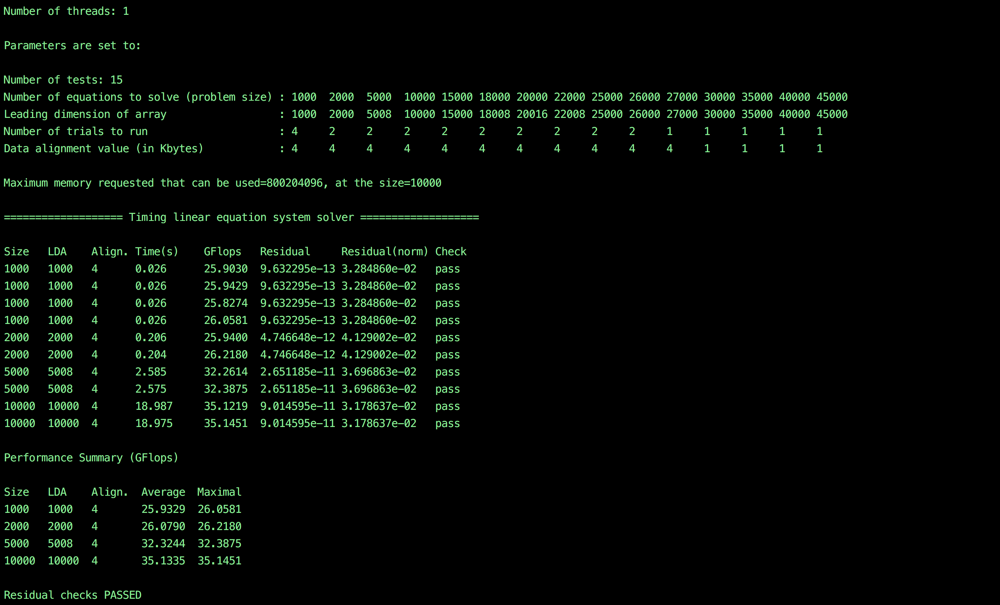 Number of threads: 1
Parameters are set to:
Number of tests: 15
Number of equations to solve (problem size) : 1000  2000  5000  10000 15000 18000 20000 22000 25000 26000 27000 30000 35000 40000 45000
Leading dimension of array                  : 1000  2000  5008  10000 15000 18008 20016 22008 25000 26000 27000 30000 35000 40000 45000
Number of trials to run                     : 4     2     2     2     2     2     2     2     2     2     1     1     1     1     1
Data alignment value (in Kbytes)            : 4     4     4     4     4     4     4     4     4     4     4     1     1     1     1
Maximum memory requested that can be used=800204096, at the size=10000
=================== Timing linear equation system solver ===================
Size   LDA    Align. Time(s)    GFlops   Residual     Residual(norm) Check
1000   1000   4      0.026      25.9030  9.632295e-13 3.284860e-02   pass
1000   1000   4      0.026      25.9429  9.632295e-13 3.284860e-02   pass
1000   1000   4      0.026      25.8274  9.632295e-13 3.284860e-02   pass
1000   1000   4      0.026      26.0581  9.632295e-13 3.284860e-02   pass
2000   2000   4      0.206      25.9400  4.746648e-12 4.129002e-02   pass
2000   2000   4      0.204      26.2180  4.746648e-12 4.129002e-02   pass
5000   5008   4      2.585      32.2614  2.651185e-11 3.696863e-02   pass
5000   5008   4      2.575      32.3875  2.651185e-11 3.696863e-02   pass
10000  10000  4      18.987     35.1219  9.014595e-11 3.178637e-02   pass
10000  10000  4      18.975     35.1451  9.014595e-11 3.178637e-02   pass
Performance Summary (GFlops)
Size   LDA    Align.  Average  Maximal
1000   1000   4       25.9329  26.0581
2000   2000   4       26.0790  26.2180
5000   5008   4       32.3244  32.3875
10000  10000  4       35.1335  35.1451
Residual checks PASSED